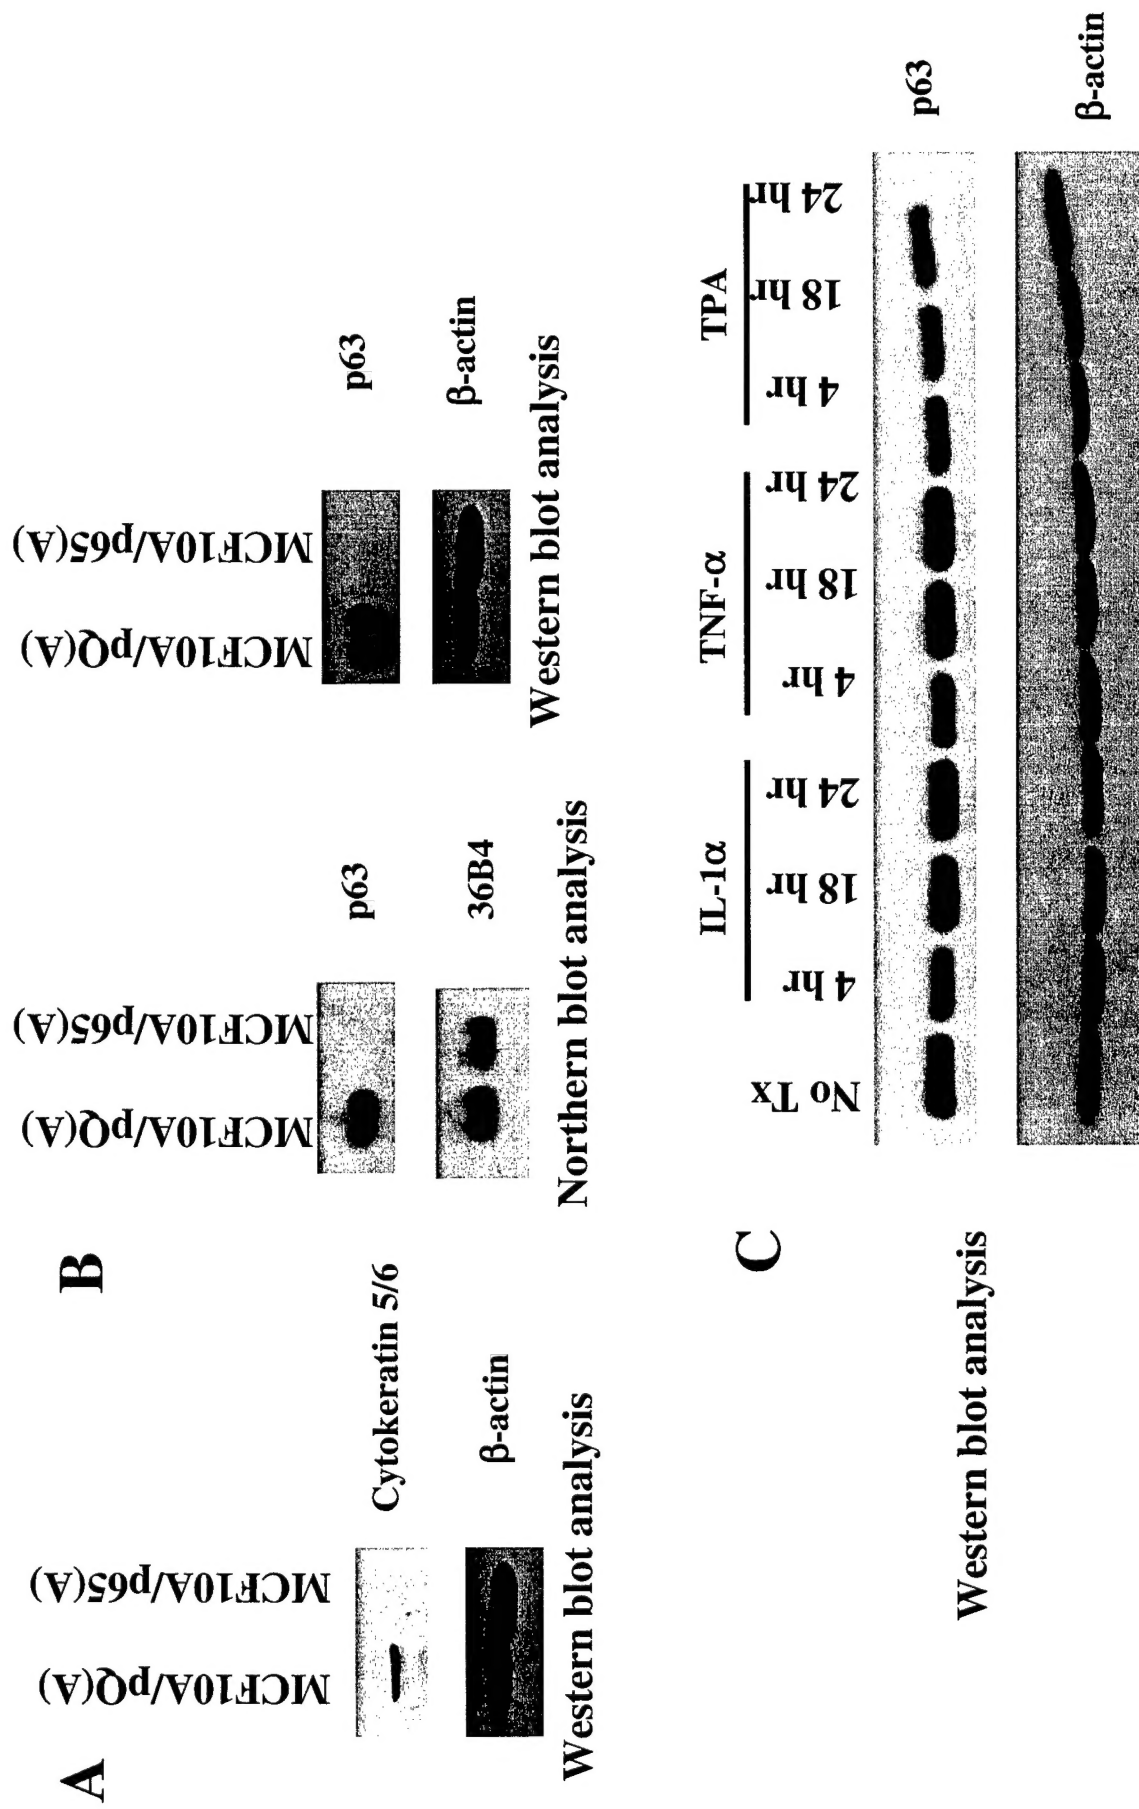 A
MCF10A/pQ(A)
MCF10A/p65(A)
Cytokeratin 5/6
β-actin
Western blot analysis
B
MCF10A/pQ(A)
MCF10A/p65(A)
p63
36B4
Northern blot analysis
MCF10A/pQ(A)
MCF10A/p65(A)
p63
β-actin
Western blot analysis
C
IL-1α
TNF-α
TPA
No Tx
4 hr
18 hr
24 hr
4 hr
18 hr
24 hr
4 hr
18 hr
24 hr
p63
β-actin
Western blot analysis